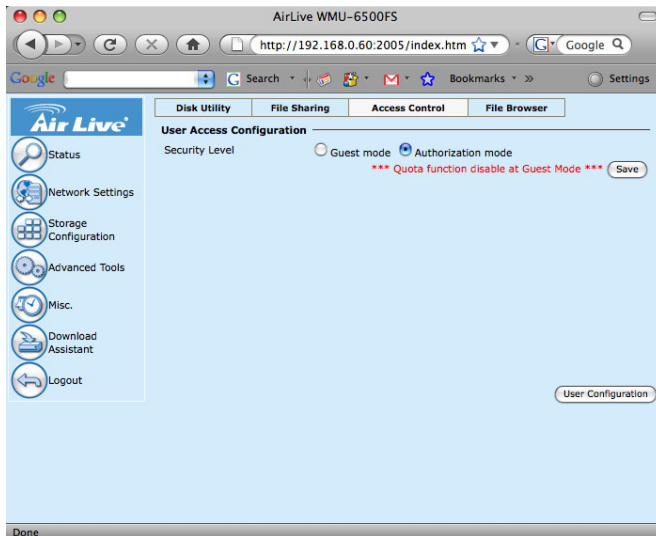 AirLive WMU-6500FS
http://192.168.0.60:2005/index.htm
G Google
Google G Search Bookmarks » Settings
Air Live
Disk Utility File Sharing Access Control File Browser
User Access Configuration
Security Level Guest mode Authorization mode
*** Quota function disable at Guest Mode *** Save
Status
Network Settings
Storage
Configuration
Advanced Tools
Misc.
Download
Assistant
Logout
User Configuration
Done